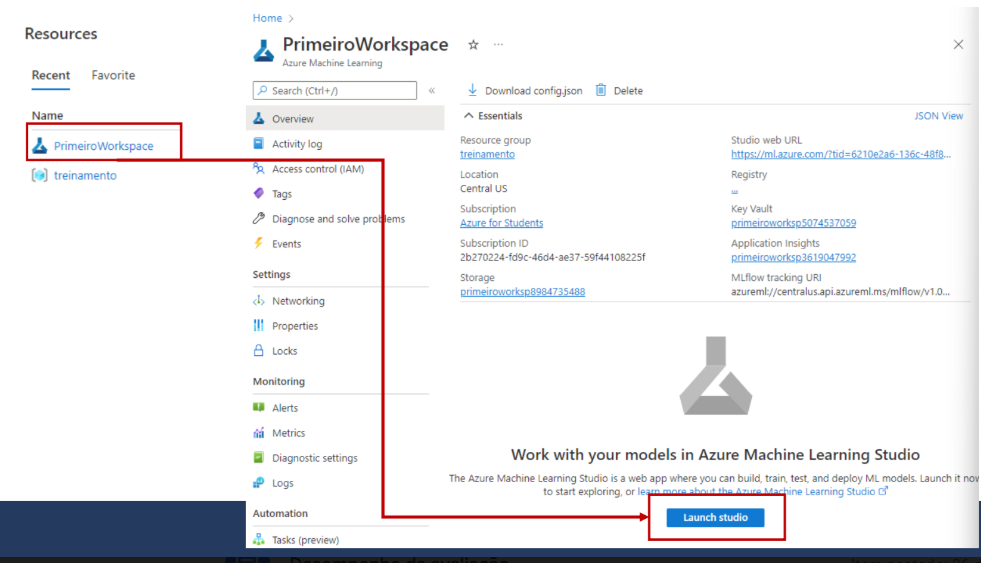 Resources
Recent Favorite
Name
PrimeiroWorkspace
treinamento
Home >
PrimeiroWorkspace
Azure Machine Learning
Search (Ctrl+/)
«
Overview
Activity log
Access control (IAM)
Tags
Diagnose and solve problems
Events
Settings
Networking
Properties
Locks
Monitoring
Alerts
Metrics
Diagnostic settings
Logs
Automation
Tasks (preview)
Download config.json Delete
Essentials JSON View
Resource group
treinamento
Location
Central US
Subscription
Azure for Students
Subscription ID
2b270224-fd9c-46d4-ae37-59f44108225f
Storage
primeiroworksp8984735488
Studio web URL
https://ml.azure.com/?tid=6210e2a6-136c-48f8...
Registry
...
Key Vault
primeiroworksp5074537059
Application Insights
primeiroworksp3619047992
MLflow tracking URI
azureml://centralus.api.azureml.ms/mlflow/v1.0...
Work with your models in Azure Machine Learning Studio
The Azure Machine Learning Studio is a web app where you can build, train, test, and deploy ML models. Launch it now
to start exploring, or learn more about the Azure Machine Learning Studio
Launch studio